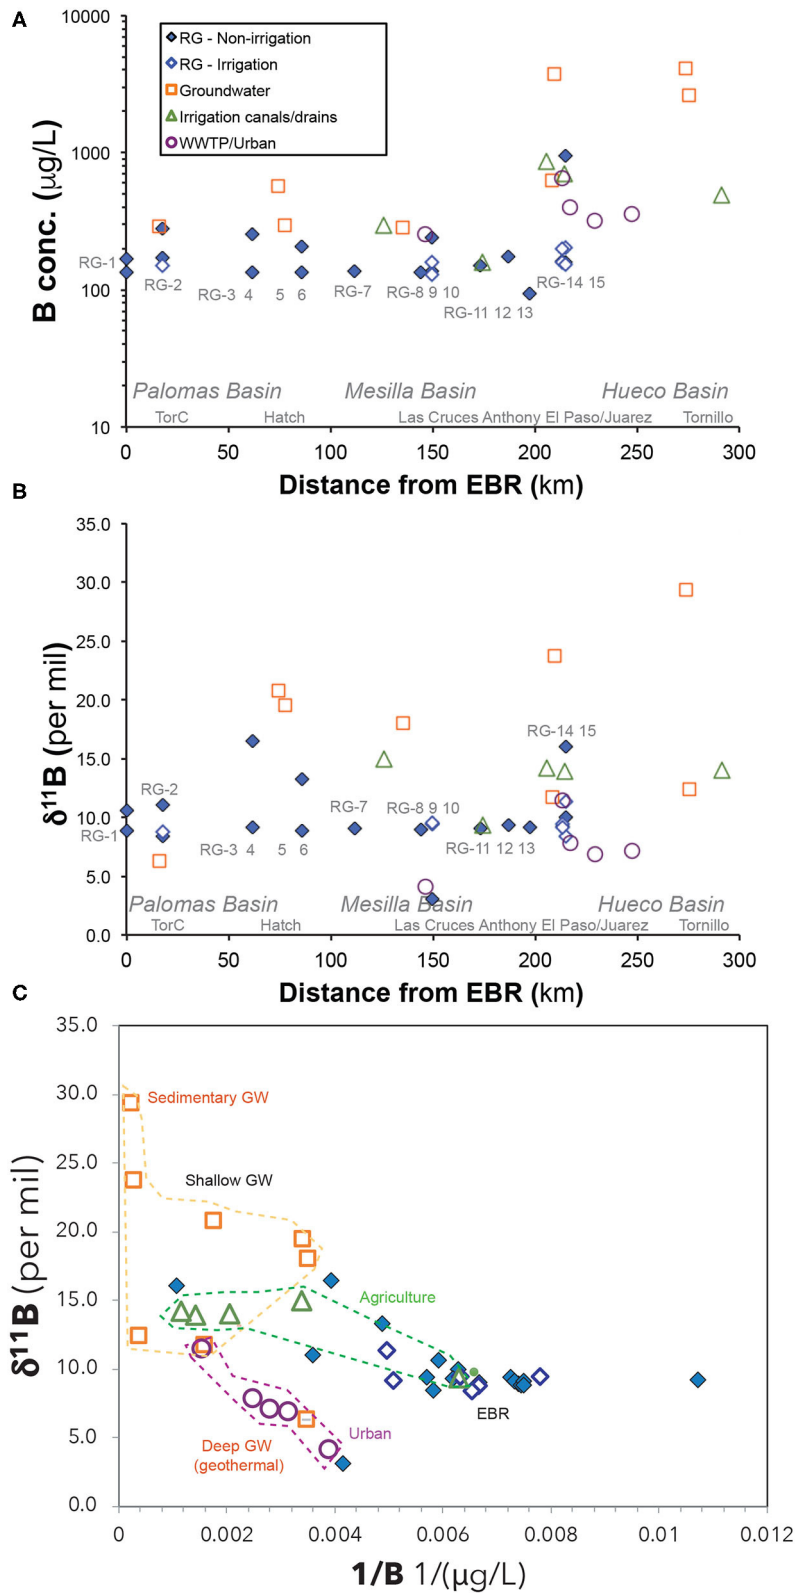 A
10000
1000
100
10
B conc. (µg/L)
RG - Non-irrigation
RG - Irrigation
Groundwater
Irrigation canals/drains
WWTP/Urban
RG-1
RG-2
RG-3 4 5 6
RG-7
RG-8 9 10
RG-11 12 13
RG-14 15
Palomas Basin Mesilla Basin Hueco Basin
TorC Hatch Las Cruces Anthony El Paso/Juarez Tornillo
0 50 100 150 200 250 300
Distance from EBR (km)
B
35.0
30.0
25.0
20.0
15.0
10.0
5.0
0.0
δ11B (per mil)
RG-14 15
RG-2
RG-7
RG-8 9 10
RG-1
RG-3 4 5 6
RG-11 12 13
Palomas Basin Mesilla Basin Hueco Basin
TorC Hatch Las Cruces Anthony El Paso/Juarez Tornillo
0 50 100 150 200 250 300
Distance from EBR (km)
C
35.0
30.0
25.0
20.0
15.0
10.0
5.0
0.0
δ11B (per mil)
Sedimentary GW
Shallow GW
Agriculture
EBR
Urban
Deep GW
(geothermal)
0 0.002 0.004 0.006 0.008 0.01 0.012
1/B 1/(µg/L)